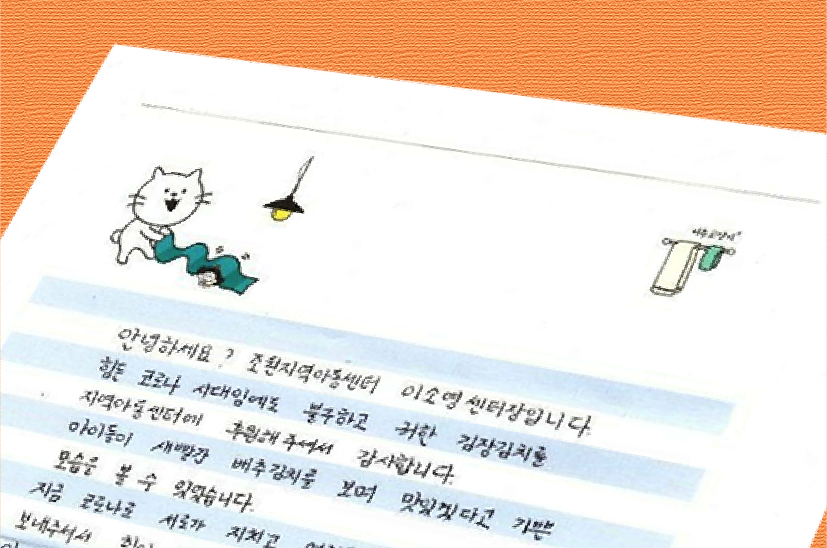 안녕하세요? 조원지역아동센터 이소영 센터장입니다.
힘든 코로나 시대임에도 불구하고 귀한 김장김치를
지역아동센터에 후원해주셔서 감사합니다.
아이들이 새빨간 배추김치를 보며 맛있겠다고 기쁜
모습을 볼 수 있었습니다.
지금 코로나로 서로가 지치고
보내주셔서